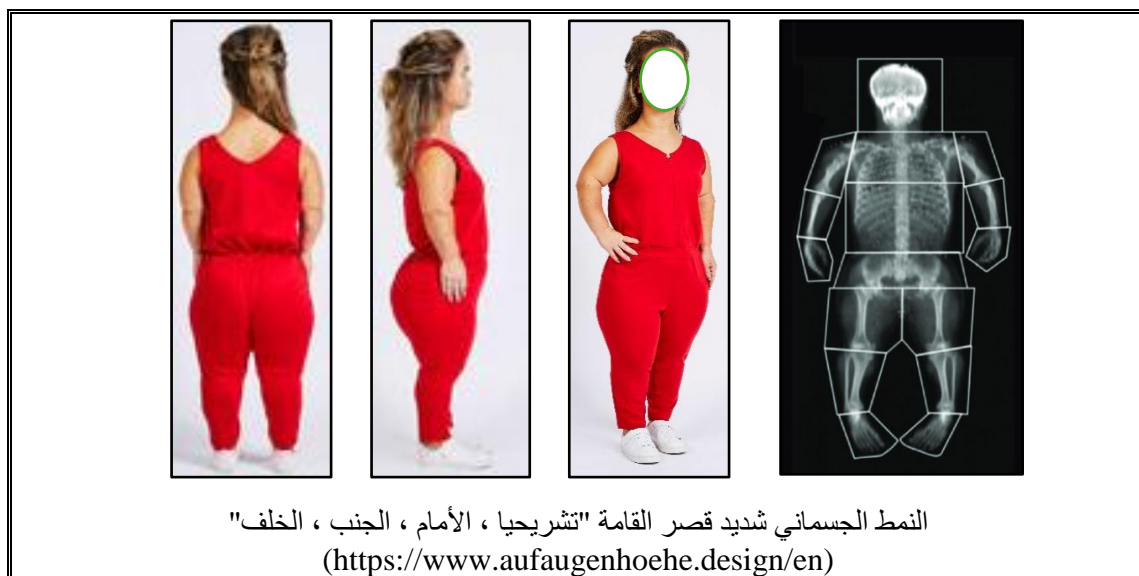 النمط الجسماني شديد قصر القامة "تشريحيا ، الأمام ، الجنب ، الخلف"
(https://www.aufaugenhoehe.design/en)